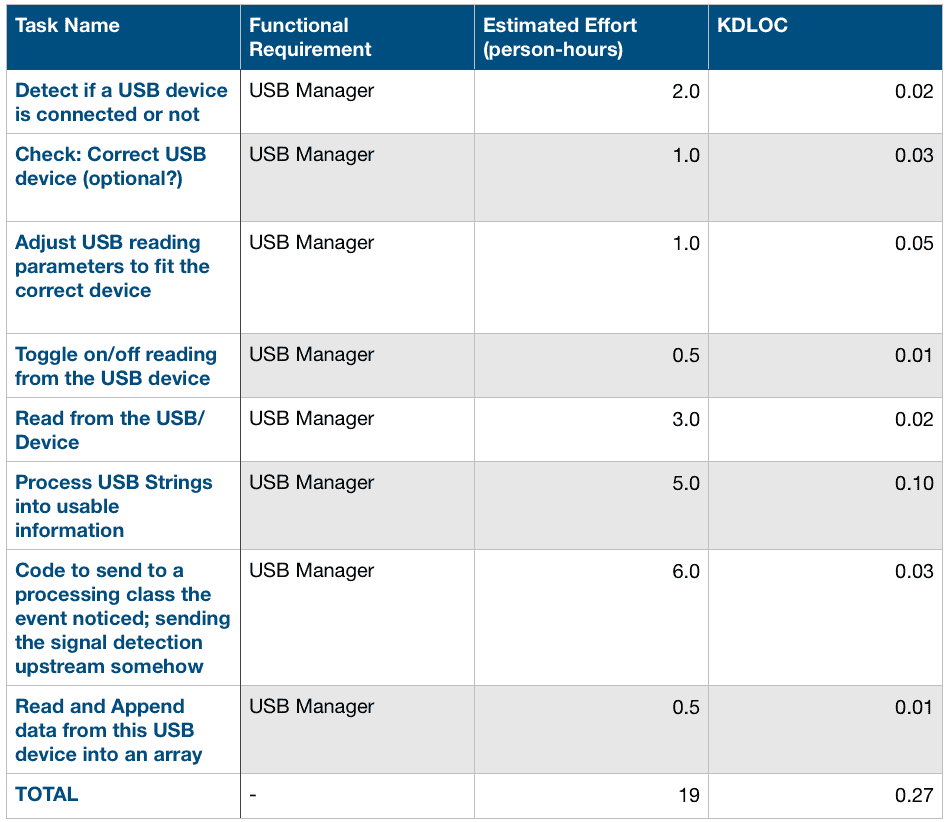 Task Name Functional Requirement Estimated Effort (person-hours) KDLOC
Detect if a USB device is connected or not USB Manager 2.0 0.02
Check: Correct USB device (optional?) USB Manager 1.0 0.03
Adjust USB reading parameters to fit the correct device USB Manager 1.0 0.05
Toggle on/off reading from the USB device USB Manager 0.5 0.01
Read from the USB/ Device USB Manager 3.0 0.02
Process USB Strings into usable information USB Manager 5.0 0.10
Code to send to a processing class the event noticed; sending the signal detection upstream somehow USB Manager 6.0 0.03
Read and Append data from this USB device into an array USB Manager 0.5 0.01
TOTAL - 19 0.27